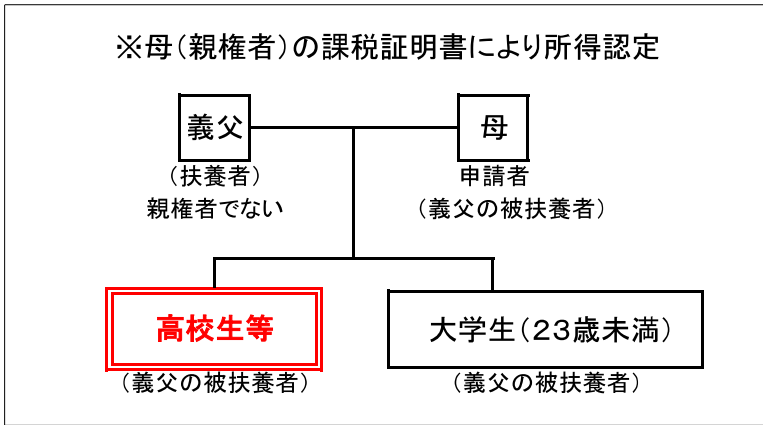 ※母(親権者)の課税証明書により所得認定
義父
母
(扶養者)
申請者
親権者でない
(義父の被扶養者)
高校生等
大学生(23歳未満)
(義父の被扶養者)
(義父の被扶養者)